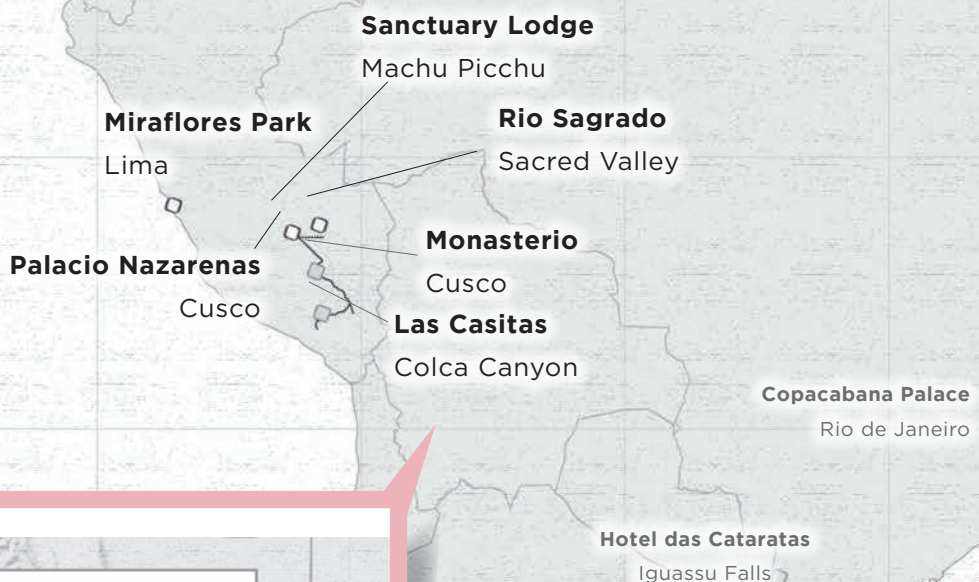 Sanctuary Lodge
Machu Picchu
Miraflores Park
Lima
Rio Sagrado
Sacred Valley
Monasterio
Cusco
Palacio Nazarenas
Cusco
Las Casitas
Colca Canyon
Copacabana Palace
Rio de Janeiro
Hotel das Cataratas
Iguassu Falls